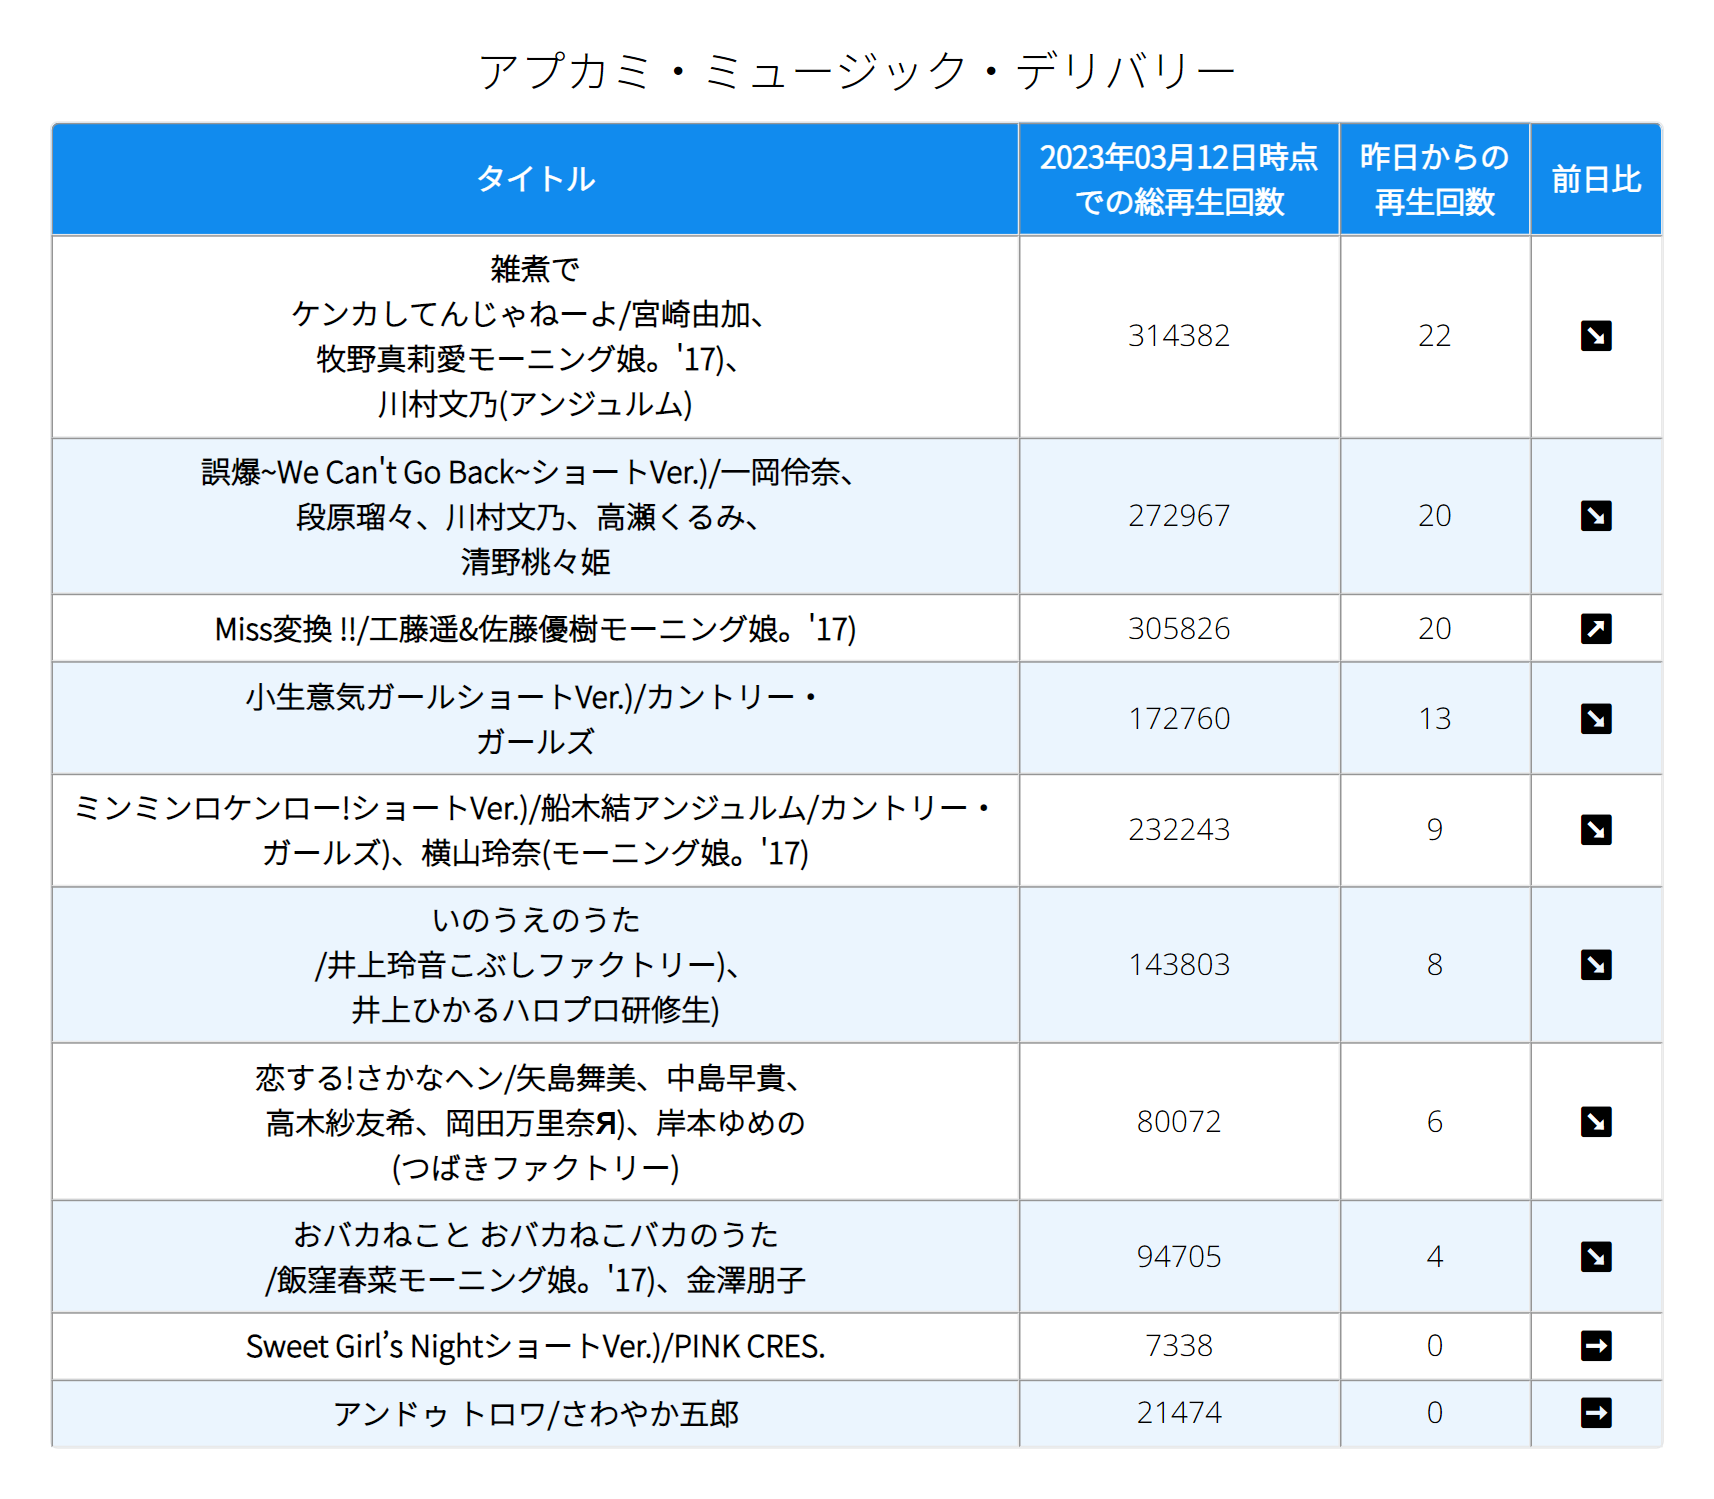 アプカミ・ミュージック・デリバリー
タイトル
2023年03月12日時点
での総再生回数
昨日からの
再生回数
前日比
雑煮で
ケンカしてんじゃねーよ/宮崎由加、
牧野真莉愛モーニング娘。'17)、
川村文乃(アンジュルム)
314382
22
↘
誤爆~We Can't Go Back~ショートVer.)/一岡伶奈、
段原瑠々、川村文乃、高瀬くるみ、
清野桃々姫
272967
20
↘
Miss変換 !!/工藤遥&佐藤優樹モーニング娘。'17)
305826
20
↗
小生意気ガールショートVer.)/カントリー・
ガールズ
172760
13
↘
ミンミンロケンロー!ショートVer.)/船木結アンジュルム/カントリー・
ガールズ)、横山玲奈(モーニング娘。'17)
232243
9
↘
いのうえのうた
/井上玲音こぶしファクトリー)、
井上ひかるハロプロ研修生)
143803
8
↘
恋する!さかなヘン/矢島舞美、中島早貴、
高木紗友希、岡田万里奈Я)、岸本ゆめの
(つばきファクトリー)
80072
6
↘
おバカねこと おバカねこバカのうた
/飯窪春菜モーニング娘。'17)、金澤朋子
94705
4
↘
Sweet Girl’s NightショートVer.)/PINK CRES.
7338
0
→
アンドゥ トロワ/さわやか五郎
21474
0
→